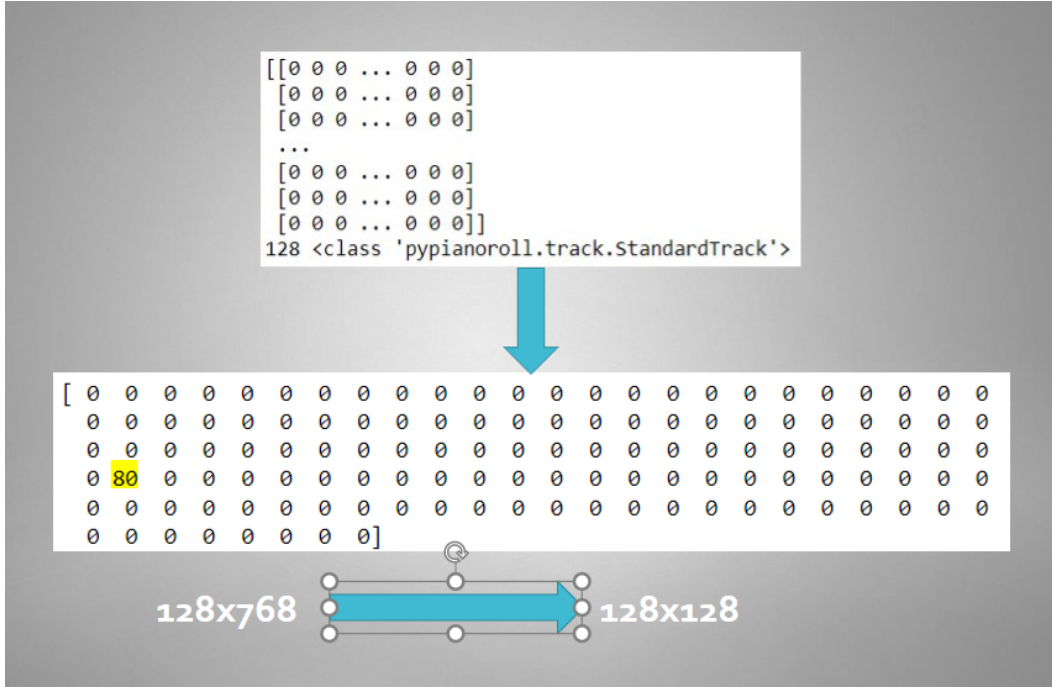 [[0 0 0 ... 0 0 0]
[0 0 0 ... 0 0 0]
[0 0 0 ... 0 0 0]
...
[0 0 0 ... 0 0 0]
[0 0 0 ... 0 0 0]
[0 0 0 ... 0 0 0]]
128 <class 'pypianoroll.track.StandardTrack'>
[ 0 0 0 0 0 0 0 0 0 0 0 0 0 0 0 0 0 0 0 0 0 0 0 0
0 0 0 0 0 0 0 0 0 0 0 0 0 0 0 0 0 0 0 0 0 0 0 0
0 0 0 0 0 0 0 0 0 0 0 0 0 0 0 0 0 0 0 0 0 0 0 0
0 80 0 0 0 0 0 0 0 0 0 0 0 0 0 0 0 0 0 0 0 0 0 0
0 0 0 0 0 0 0 0 0 0 0 0 0 0 0 0 0 0 0 0 0 0 0 0
0 0 0 0 0 0 0 0]
128x768 128x128